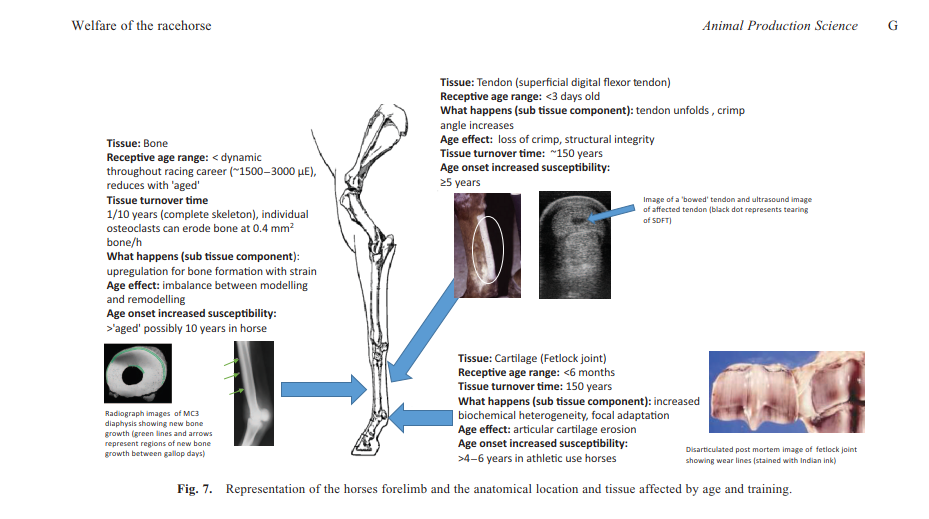 Welfare of the racehorse
Animal Production Science G
Tissue: Tendon (superficial digital flexor tendon)
Receptive age range: <3 days old
What happens (sub tissue component): tendon unfolds , crimp
angle increases
Age effect: loss of crimp, structural integrity
Tissue turnover time: ~150 years
Age onset increased susceptibility:
≥5 years
Tissue: Bone
Receptive age range: < dynamic
throughout racing career (~1500–3000 µE),
reduces with 'aged'
Tissue turnover time
1/10 years (complete skeleton), individual
osteoclasts can erode bone at 0.4 mm²
bone/h
What happens (sub tissue component):
upregulation for bone formation with strain
Age effect: imbalance between modelling
and remodelling
Age onset increased susceptibility:
>'aged' possibly 10 years in horse
Image of a 'bowed' tendon and ultrasound image
of affected tendon (black dot represents tearing
of SDFT)
Radiograph images of MC3
diaphysis showing new bone
growth (green lines and arrows
represent regions of new bone
growth between gallop days)
Tissue: Cartilage (Fetlock joint)
Receptive age range: <6 months
Tissue turnover time: 150 years
What happens (sub tissue component): increased
biochemical heterogeneity, focal adaptation
Age effect: articular cartilage erosion
Age onset increased susceptibility:
>4–6 years in athletic use horses
Disarticulated post mortem image of fetlock joint
showing wear lines (stained with Indian ink)
Fig. 7. Representation of the horses forelimb and the anatomical location and tissue affected by age and training.